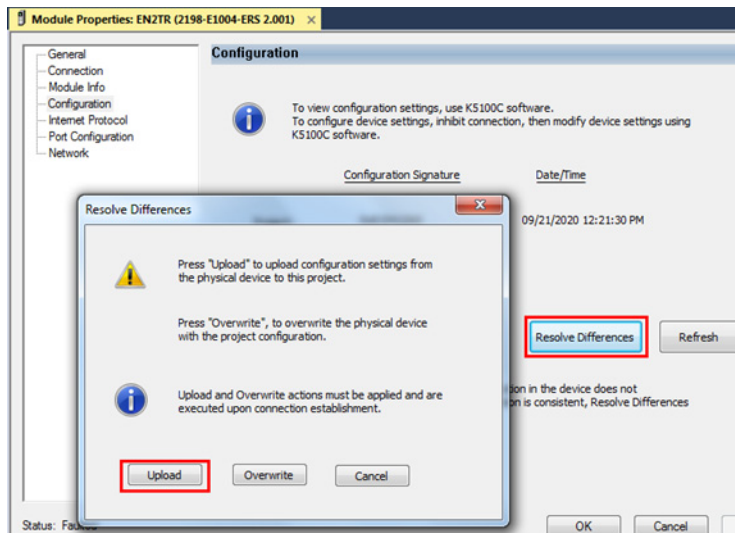 Module Properties: EN2TR (2198-E1004-ERS 2.001)
General
Connection
Module Info
Configuration
Internet Protocol
Port Configuration
Network
Configuration
To view configuration settings, use K5100C software.
To configure device settings, inhibit connection, then modify device settings using
K5100C software.
Configuration Signature Date/Time
09/21/2020 12:21:30 PM
Resolve Differences Refresh
in the device does not
is consistent, Resolve Differences
Resolve Differences
Press "Upload" to upload configuration settings from
the physical device to this project.
Press "Overwrite", to overwrite the physical device
with the project configuration.
Upload and Overwrite actions must be applied and are
executed upon connection establishment.
Upload Overwrite Cancel
Status:
OK Cancel